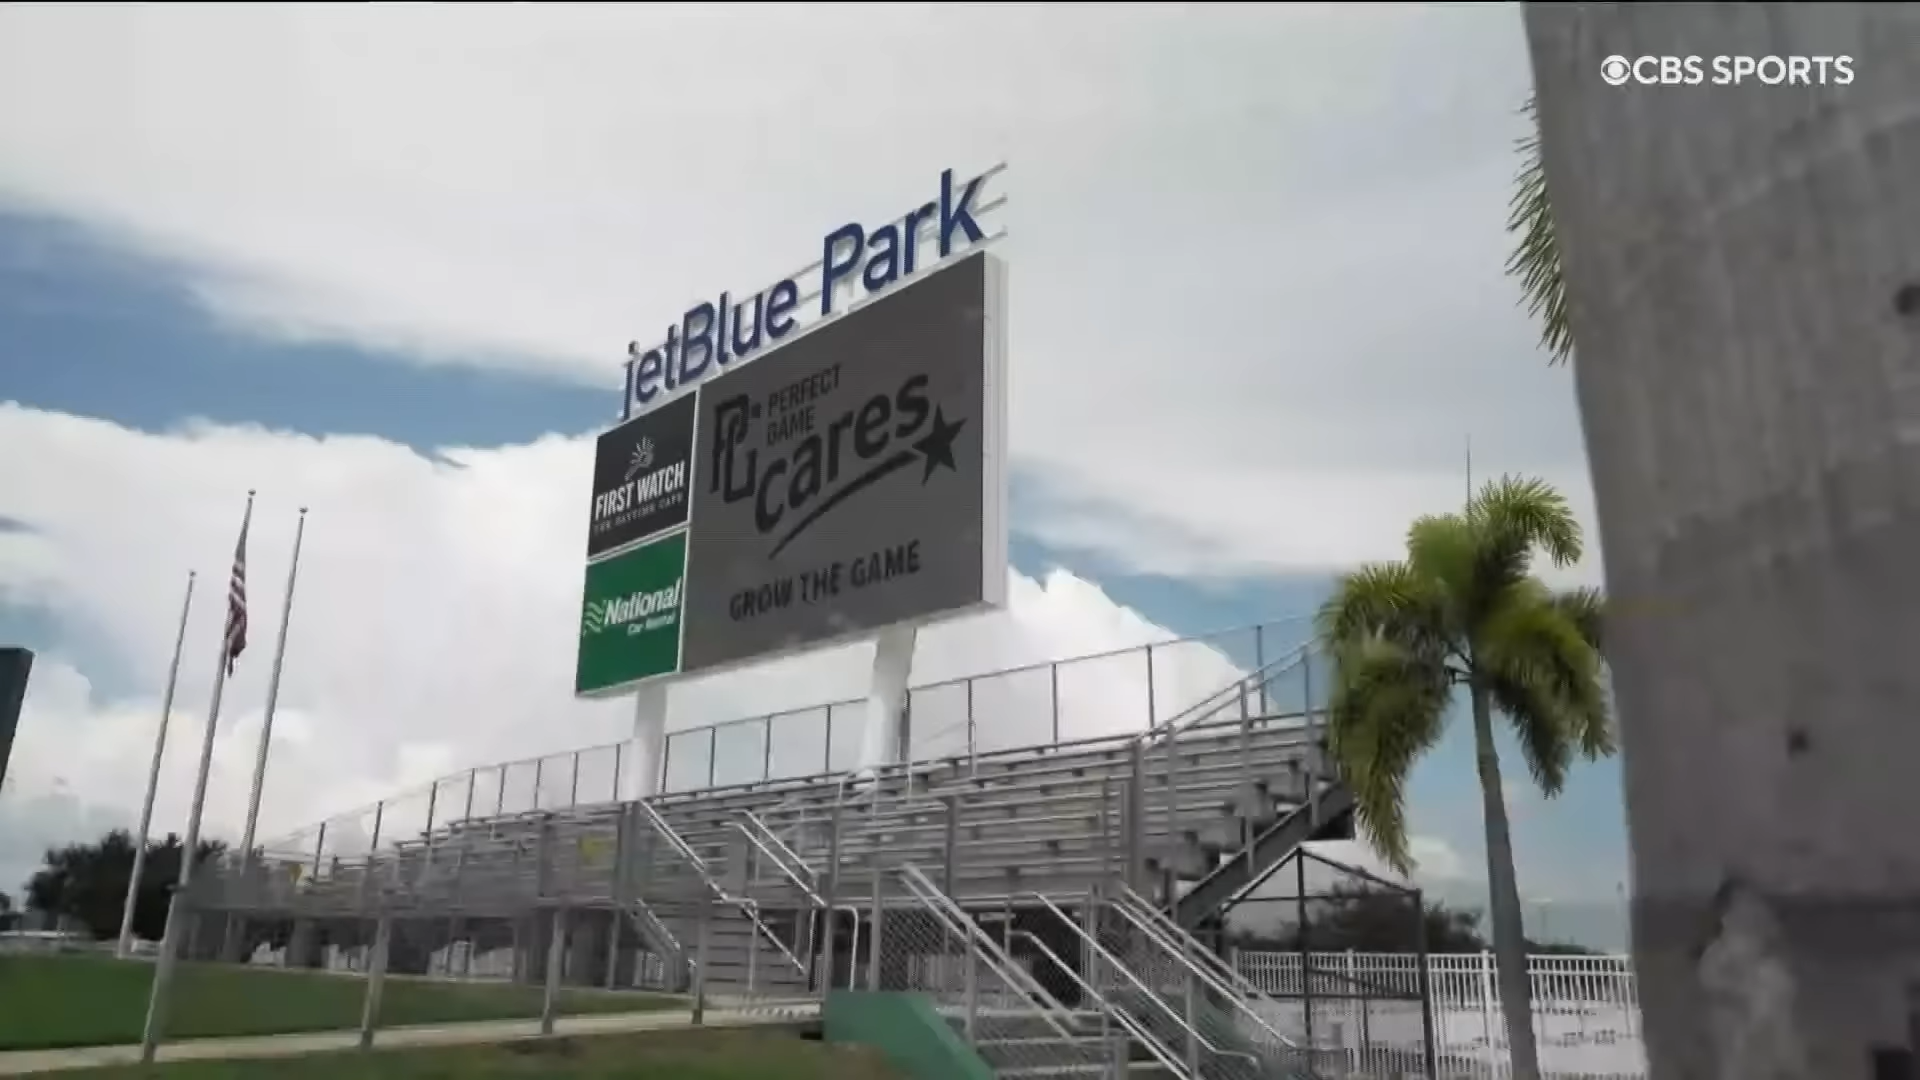 CBS SPORTS
jetBlue Park
PG PERFECT
GAME
cares
FIRST WATCH
THE DAYTIME CAFE
GROW THE GAME
National
Car Rental